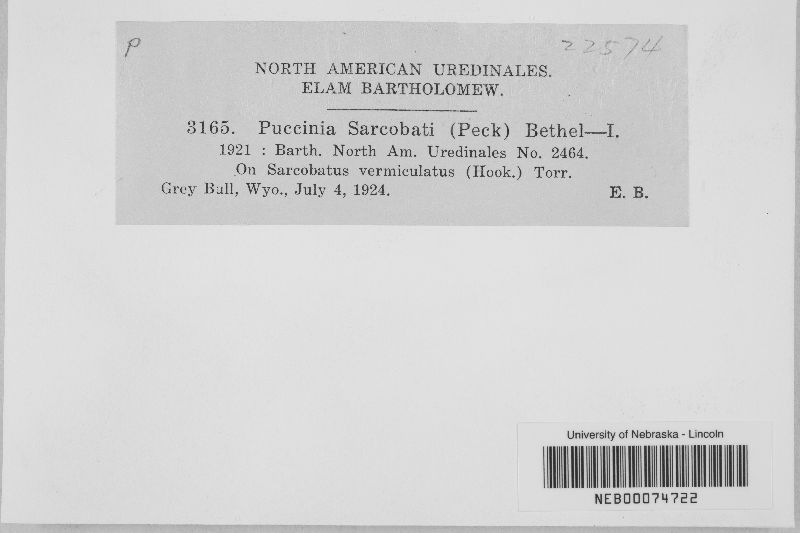 P
22574
NORTH AMERICAN UREDINALES.
ELAM BARTHOLOMEW.
3165. Puccinia Sarcobati (Peck) Bethel—I.
1921 : Barth. North Am. Uredinales No. 2464.
On Sarcobatus vermiculatus (Hook.) Torr.
Grey Bull, Wyo., July 4, 1924. E. B.
University of Nebraska - Lincoln
NEB00074722